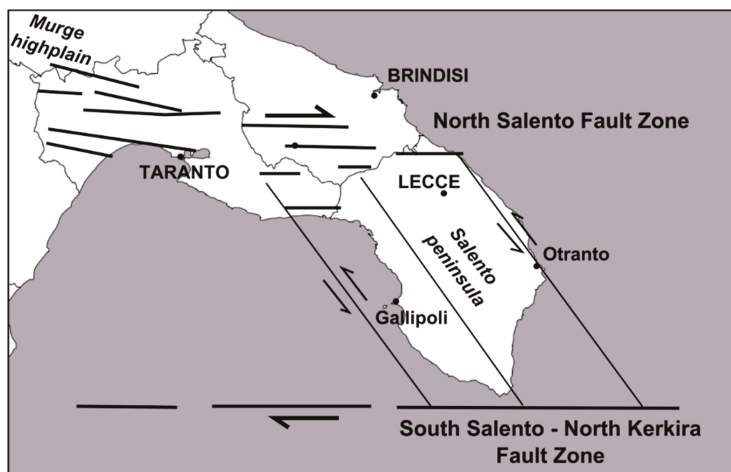 Murge
highplain
BRINDISI
North Salento Fault Zone
TARANTO
LECCE
Salento
peninsula
Otranto
Gallipoli
South Salento - North Kerkira
Fault Zone